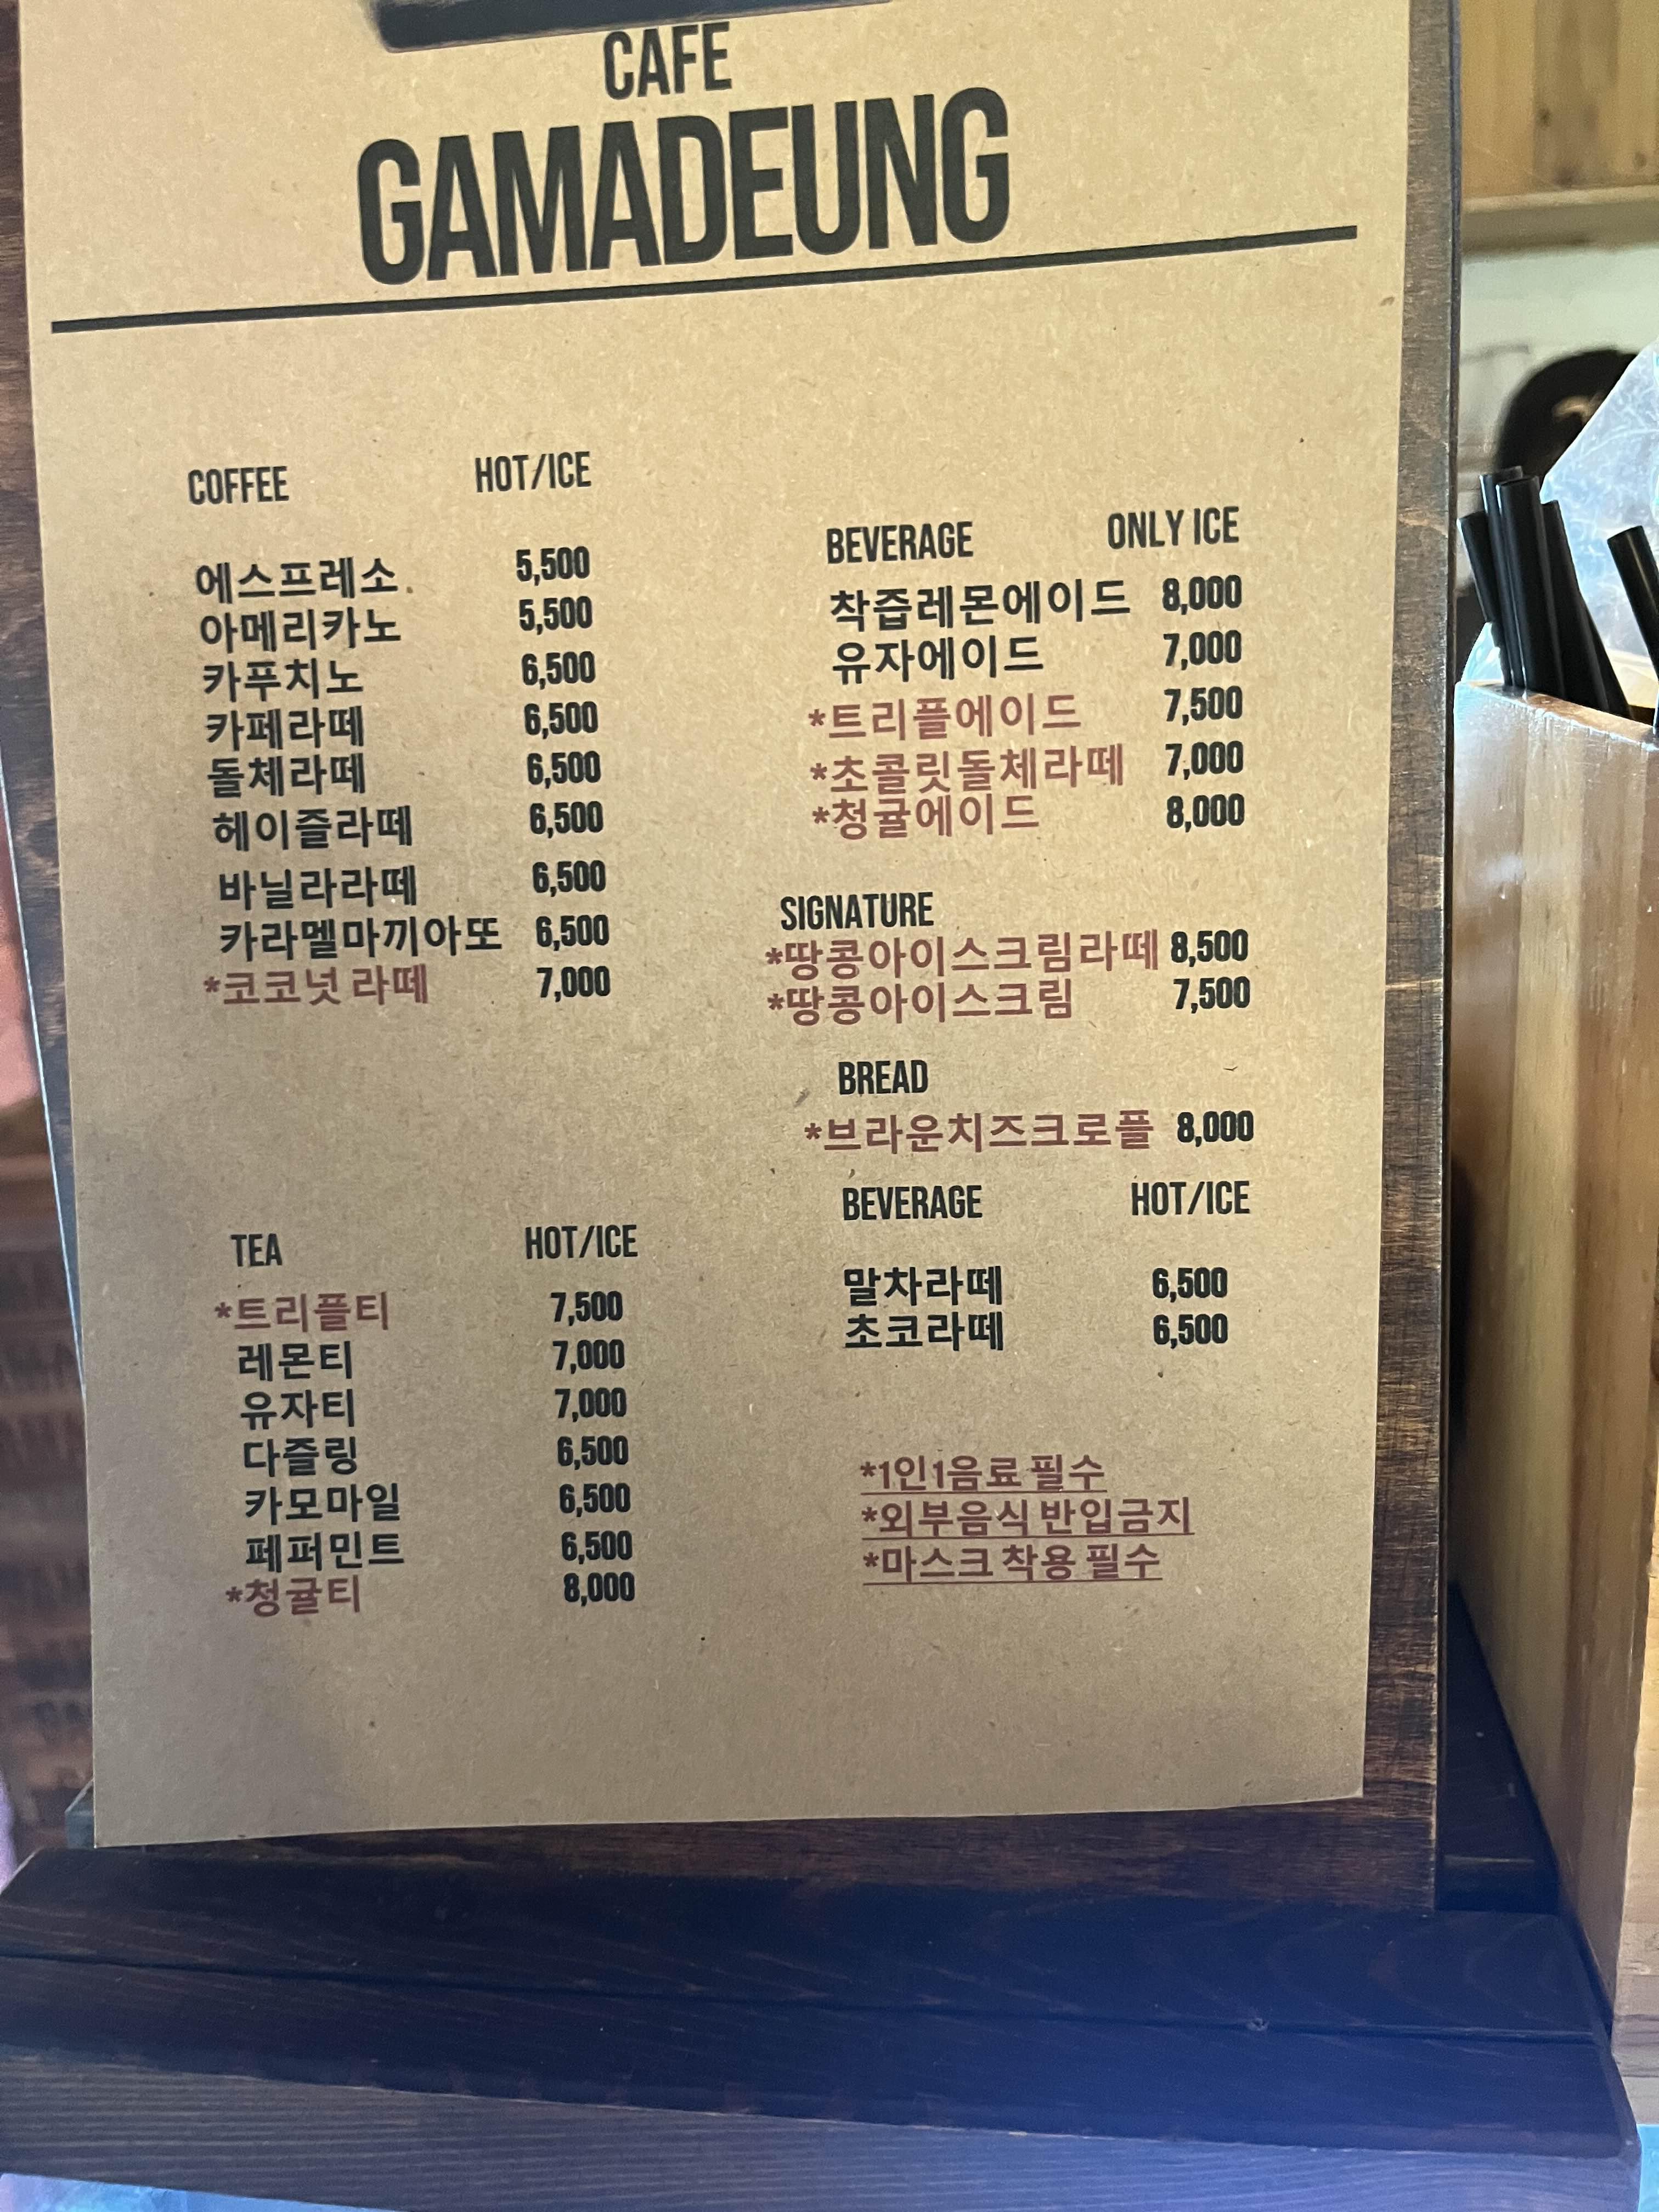 CAFE
GAMADEUNG
COFFEE HOT/ICE
에스프레소 5,500
아메리카노 5,500
카푸치노 6,500
카페라떼 6,500
돌체라떼 6,500
헤이즐라떼 6,500
바닐라라떼 6,500
카라멜마끼아또 6,500
*코코넛 라떼 7,000
TEA HOT/ICE
*트리플티 7,500
레몬티 7,000
유자티 7,000
다즐링 6,500
카모마일 6,500
페퍼민트 6,500
*청귤티 8,000
BEVERAGE ONLY ICE
착즙레몬에이드 8,000
유자에이드 7,000
*트리플에이드 7,500
*초콜릿돌체라떼 7,000
*청귤에이드 8,000
SIGNATURE
*땅콩아이스크림라떼 8,500
*땅콩아이스크림 7,500
BREAD
*브라운치즈크로플 8,000
BEVERAGE HOT/ICE
말차라떼 6,500
초코라떼 6,500
*1인1음료 필수
*외부음식 반입금지
*마스크 착용 필수